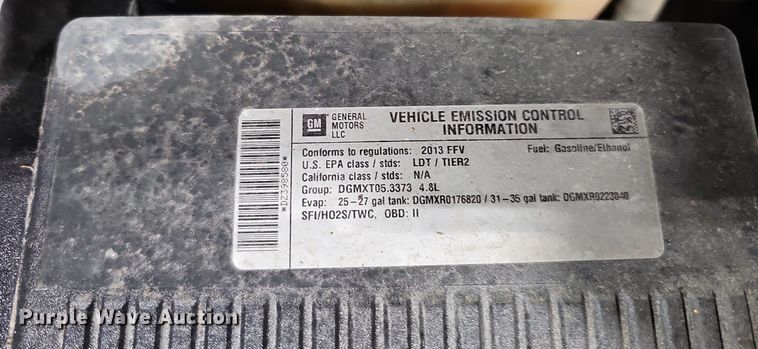 GM
GENERAL MOTORS LLC
VEHICLE EMISSION CONTROL
INFORMATION
Conforms to regulations: 2013 FFV Fuel: Gasoline/Ethanol
U.S. EPA class / stds: LDT / TIER2
California class / stds: N/A
Group: DGMXT05.3373 4.8L
Evap: 25-27 gal tank: DGMXR0176820 / 31-35 gal tank: DGMXR0223840
SFI/HO2S/TWC, OBD: II
*DZ398580*
Purple Wave Auction